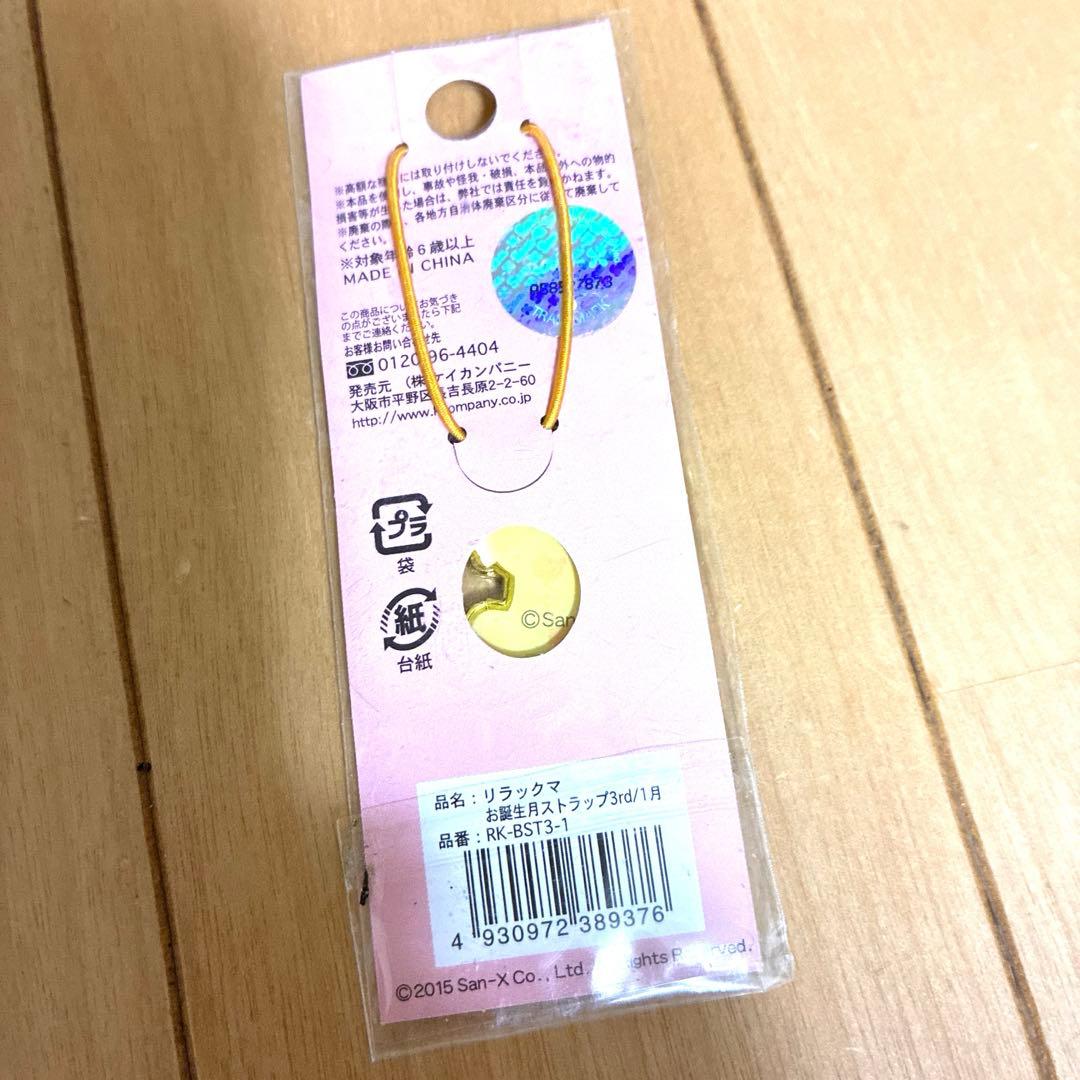 ※高額な には取り付けしないでください。
※本品を使 し、事故や怪我・破損、本品 外への物的
損害等が生 た場合は、弊社では責任を負 かねます。
※廃棄の際 、各地方自治体廃棄区分に従 て廃棄して
ください。
※対象年齢6歳以上
MADE IN CHINA
この商品につい お気づき
の点がございま たら下記
までご連絡くだ い。
お客様お問い合 せ先
0120 96-4404
発売元 (株)ケイカンパニー
大阪市平野区長吉長原2-2-60
http://www. ompany.co.jp
873
プラ
袋
紙
台紙
©San
品名:リラックマ
お誕生月ストラップ3rd/1月
品番:RK-BST3-1
4 930972 389376
©2015 San-X Co., Ltd. ights Reserved.